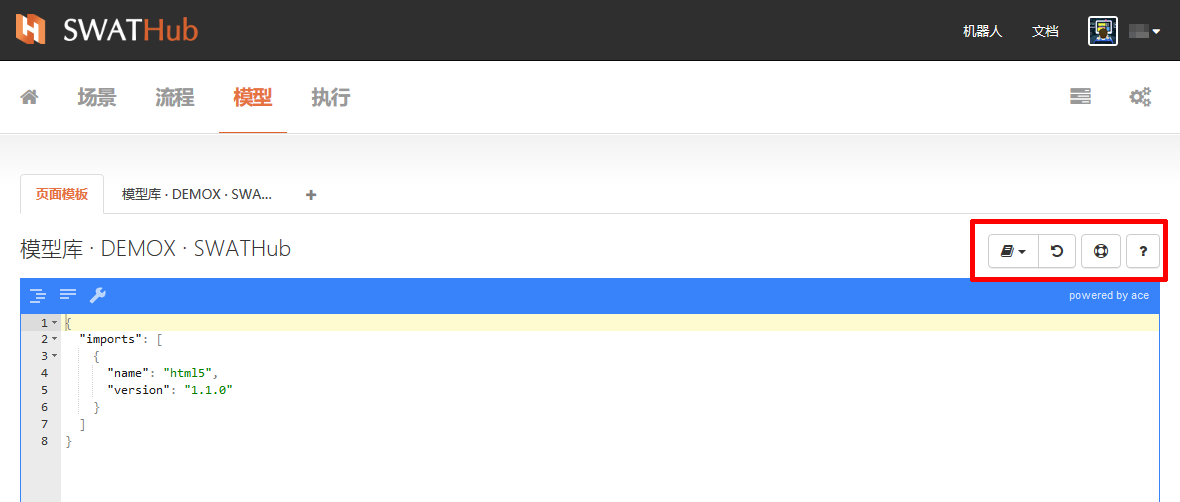 SWATHub
机器人 文档
场景 流程 模型 执行
页面模板 模型库 · DEMOX · SWA... +
模型库 · DEMOX · SWATHub
?
powered by ace
1 {
2 "imports": [
3 {
4 "name": "html5",
5 "version": "1.1.0"
6 }
7 ]
8 }